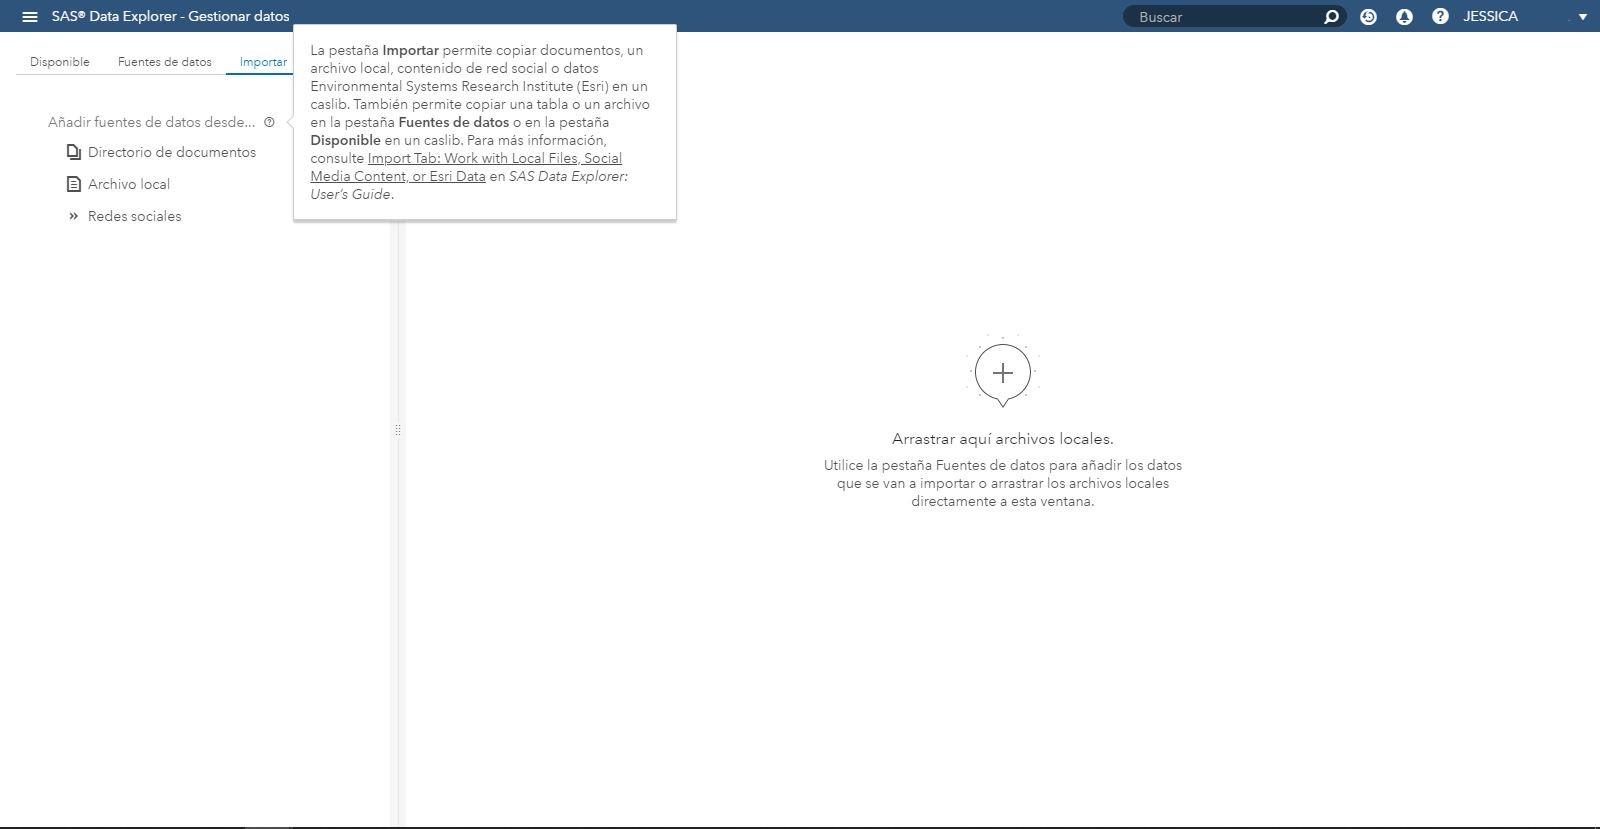 SAS® Data Explorer - Gestionar datos
Buscar
JESSICA
Disponible
Fuentes de datos
Importar
Añadir fuentes de datos desde...
Directorio de documentos
Archivo local
Redes sociales
La pestaña Importar permite copiar documentos, un
archivo local, contenido de red social o datos
Environmental Systems Research Institute (Esri) en un
caslib. También permite copiar una tabla o un archivo
en la pestaña Fuentes de datos o en la pestaña
Disponible en un caslib. Para más información,
consulte Import Tab: Work with Local Files, Social
Media Content, or Esri Data en SAS Data Explorer:
User’s Guide.
Arrastrar aquí archivos locales.
Utilice la pestaña Fuentes de datos para añadir los datos
que se van a importar o arrastrar los archivos locales
directamente a esta ventana.